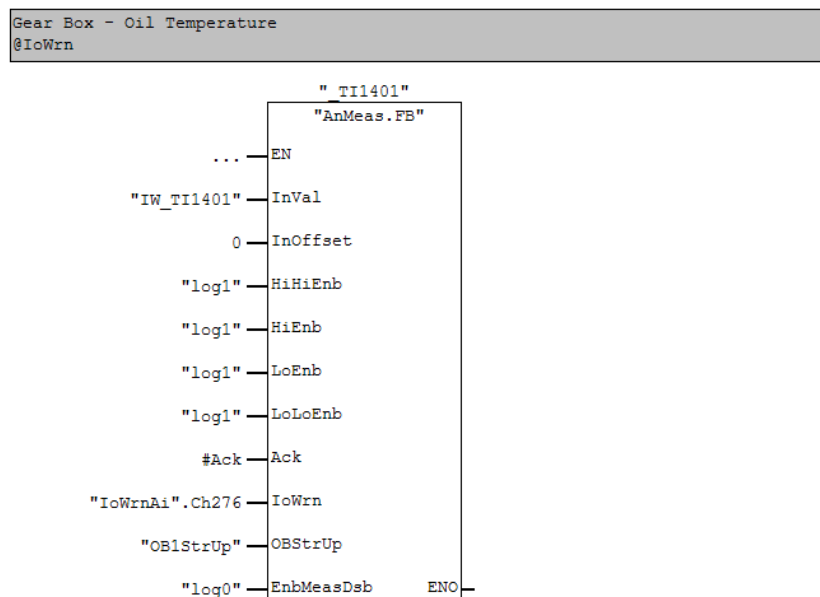 Gear Box - Oil Temperature
@IoWrn
"_TI1401"
"AnMeas.FB"
... EN
"IW_TI1401" InVal
0 InOffset
"log1" HiHiEnb
"log1" HiEnb
"log1" LoEnb
"log1" LoLoEnb
#Ack Ack
"IoWrnAi".Ch276 IoWrn
"OB1StrUp" OBStrUp
"log0" EnbMeasDsb ENO